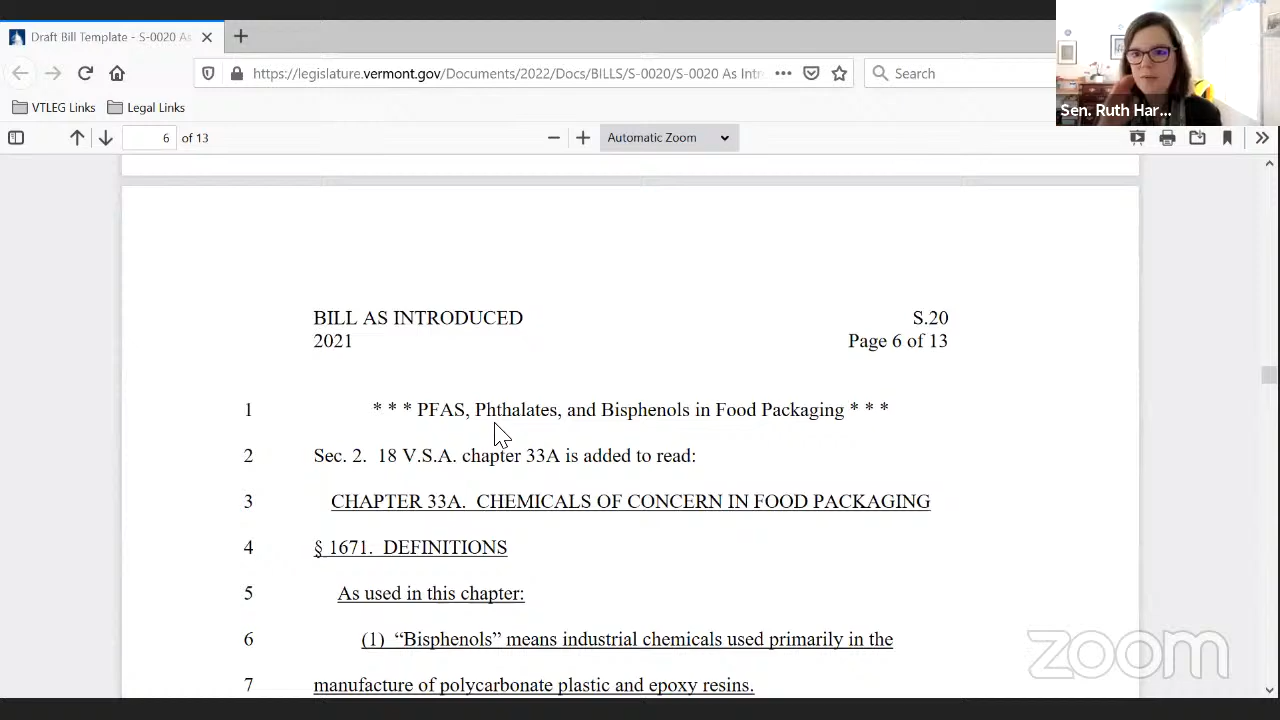 Draft Bill Template - S-0020 As
https://legislature.vermont.gov/Documents/2022/Docs/BILLS/S-0020/S-0020 As Intr
Search
VTLEG Links
Legal Links
Sen. Ruth Har...
6 of 13
Automatic Zoom
BILL AS INTRODUCED S.20
2021 Page 6 of 13
1 * * * PFAS, Phthalates, and Bisphenols in Food Packaging * * *
2 Sec. 2. 18 V.S.A. chapter 33A is added to read:
3 CHAPTER 33A. CHEMICALS OF CONCERN IN FOOD PACKAGING
4 § 1671. DEFINITIONS
5 As used in this chapter:
6 (1) “Bisphenols” means industrial chemicals used primarily in the
7 manufacture of polycarbonate plastic and epoxy resins.
zoom